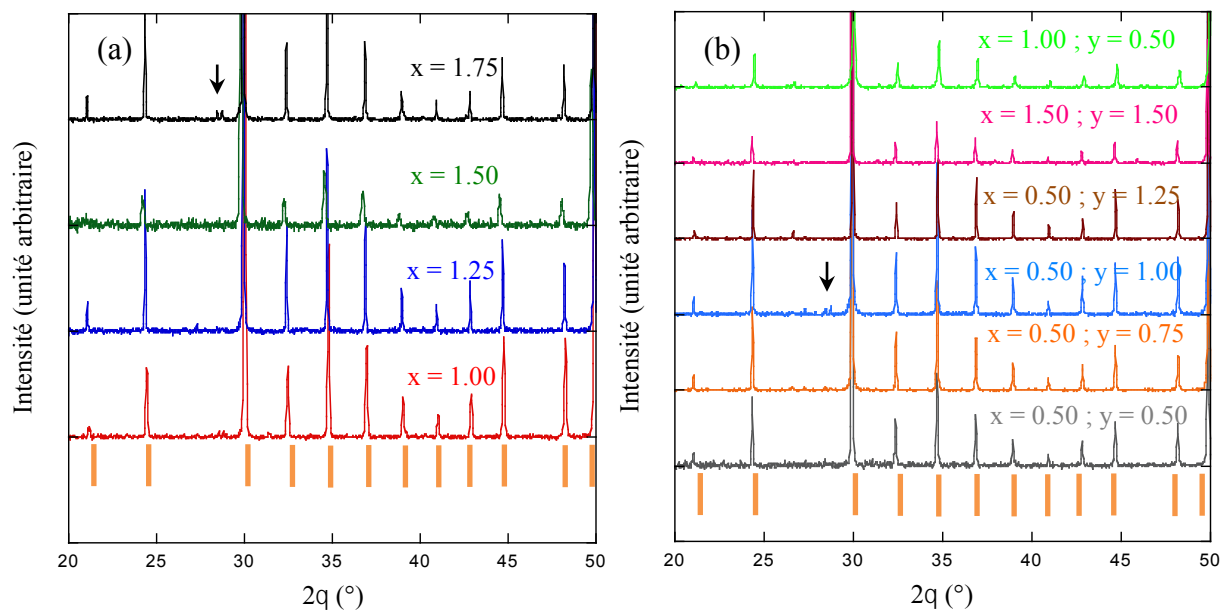 (a)
x = 1.75
x = 1.50
x = 1.25
x = 1.00
Intensité (unité arbitraire)
20 25 30 35 40 45 50
2q (°)
(b)
x = 1.00 ; y = 0.50
x = 1.50 ; y = 1.50
x = 0.50 ; y = 1.25
x = 0.50 ; y = 1.00
x = 0.50 ; y = 0.75
x = 0.50 ; y = 0.50
Intensité (unité arbitraire)
20 25 30 35 40 45 50
2q (°)